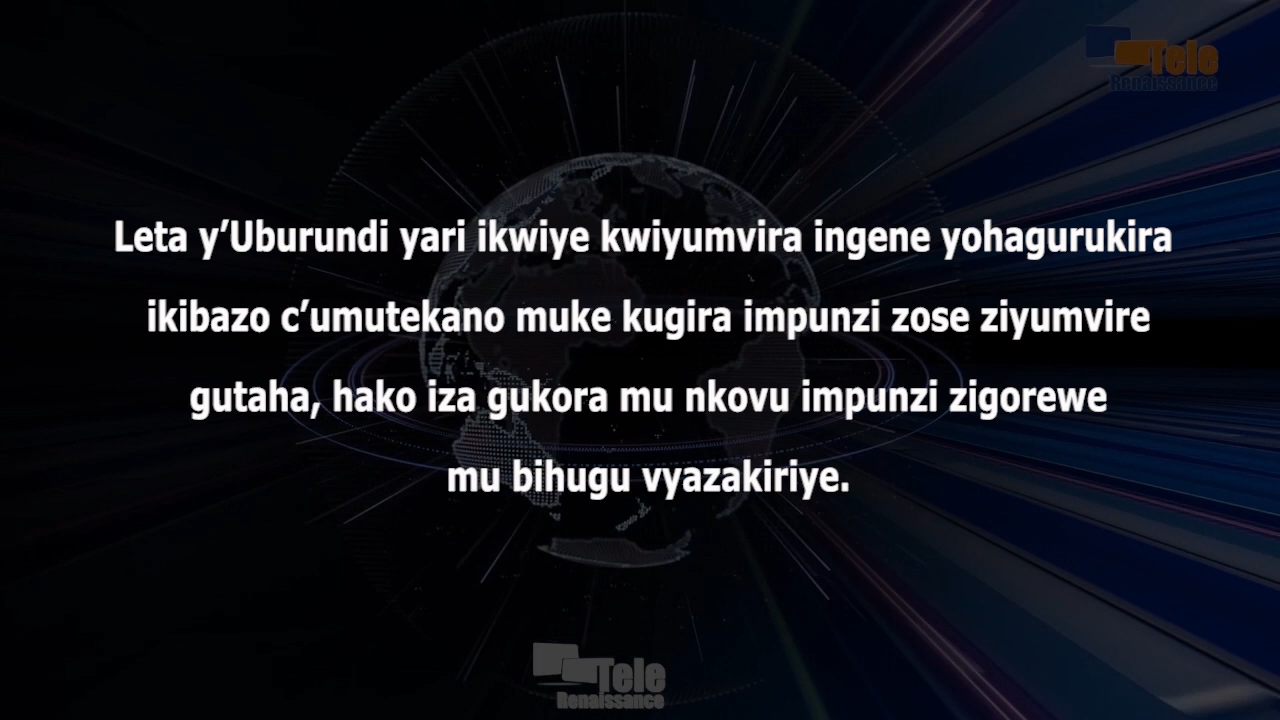 Tele
Renaissance
Leta y’Uburundi yari ikwiye kwiyumvira ingene yohagurukira
ikibazo c’umutekano muke kugira impunzi zose ziyumvire
gutaha, hako iza gukora mu nkovu impunzi zigorewe
mu bihugu vyazakiriye.
Tele
Renaissance